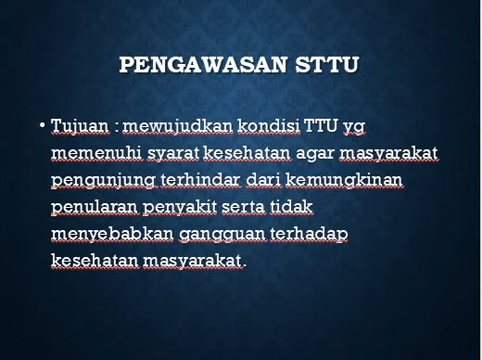 PENGAWASAN STTU
• Tujuan : mewujudkan kondisi TTU yg
memenuhi syarat kesehatan agar masyarakat
pengunjung terhindar dari kemungkinan
penularan penyakit serta tidak
menyebabkan gangguan terhadap
kesehatan masyarakat.